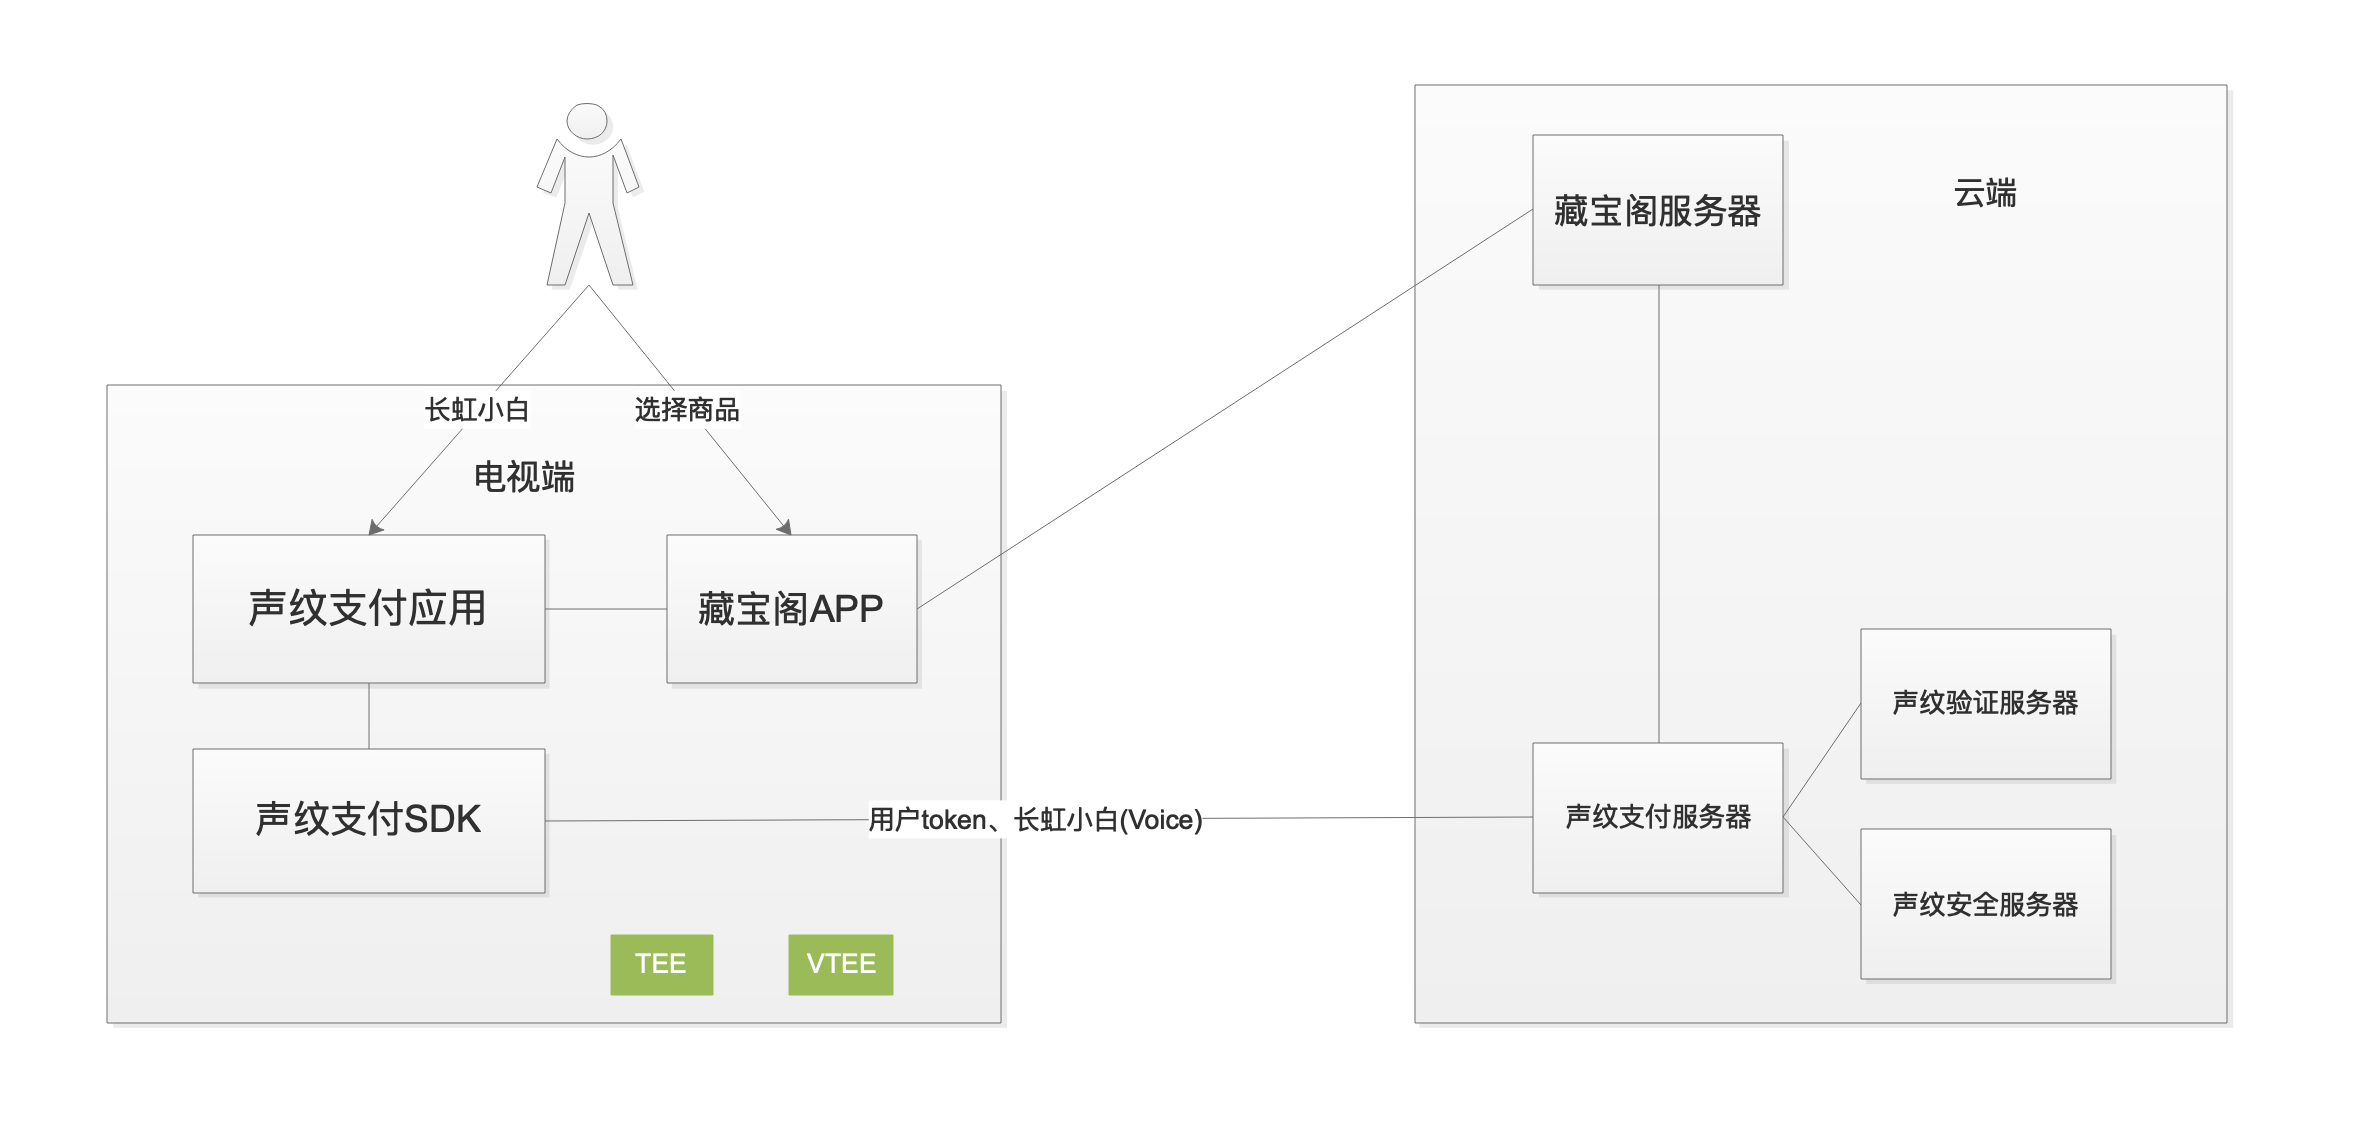 藏宝阁服务器
云端
长虹小白
选择商品
电视端
声纹支付应用
藏宝阁APP
声纹验证服务器
声纹支付SDK
用户token、长虹小白(Voice)
声纹支付服务器
声纹安全服务器
TEE
VTEE